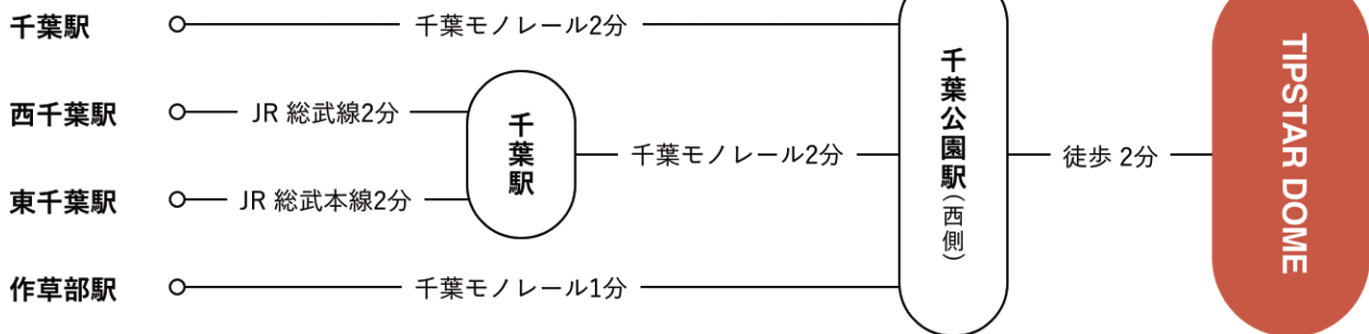 千葉駅
千葉モノレール2分
西千葉駅
JR 総武線2分
東千葉駅
JR 総武本線2分
千葉駅
千葉モノレール2分
作草部駅
千葉モノレール1分
千葉公園駅(西側)
徒歩 2分
TIPSTAR DOME